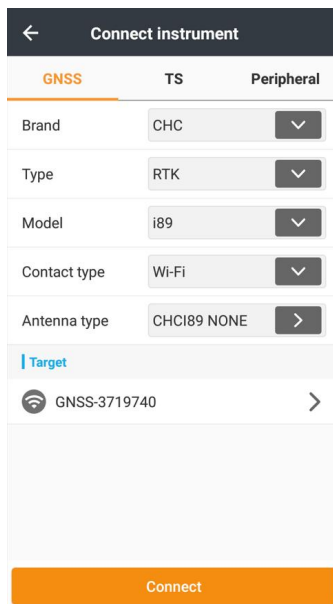 Connect instrument
GNSS TS Peripheral
Brand CHC
Type RTK
Model i89
Contact type Wi-Fi
Antenna type CHCI89 NONE
Target
GNSS-3719740
Connect